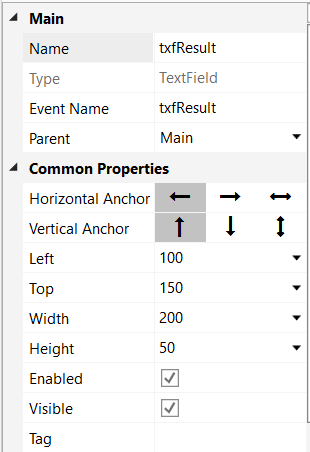 Main
Name txfResult
Type TextField
Event Name txfResult
Parent Main
Common Properties
Horizontal Anchor
Vertical Anchor
Left 100
Top 150
Width 200
Height 50
Enabled
Visible
Tag